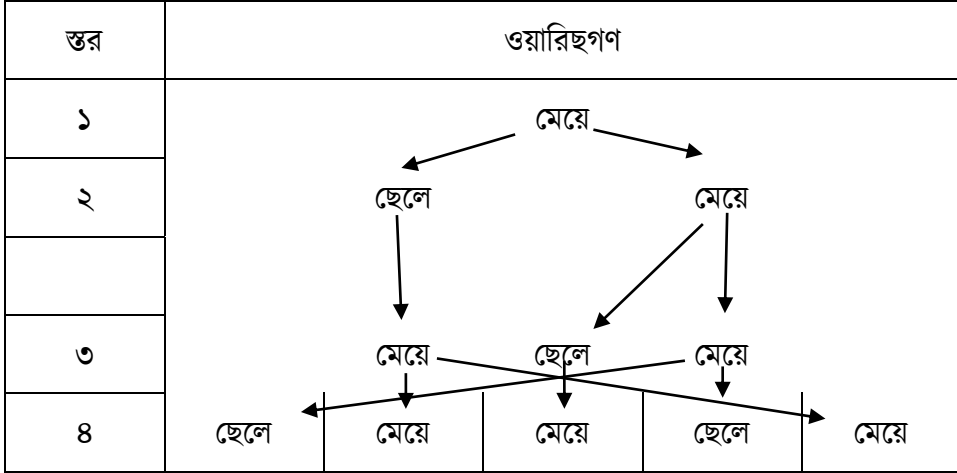 স্তর ওয়ারিছগণ
১ মেয়ে
২ ছেলে মেয়ে
৩ মেয়ে ছেলে মেয়ে
৪ ছেলে মেয়ে মেয়ে ছেলে মেয়ে